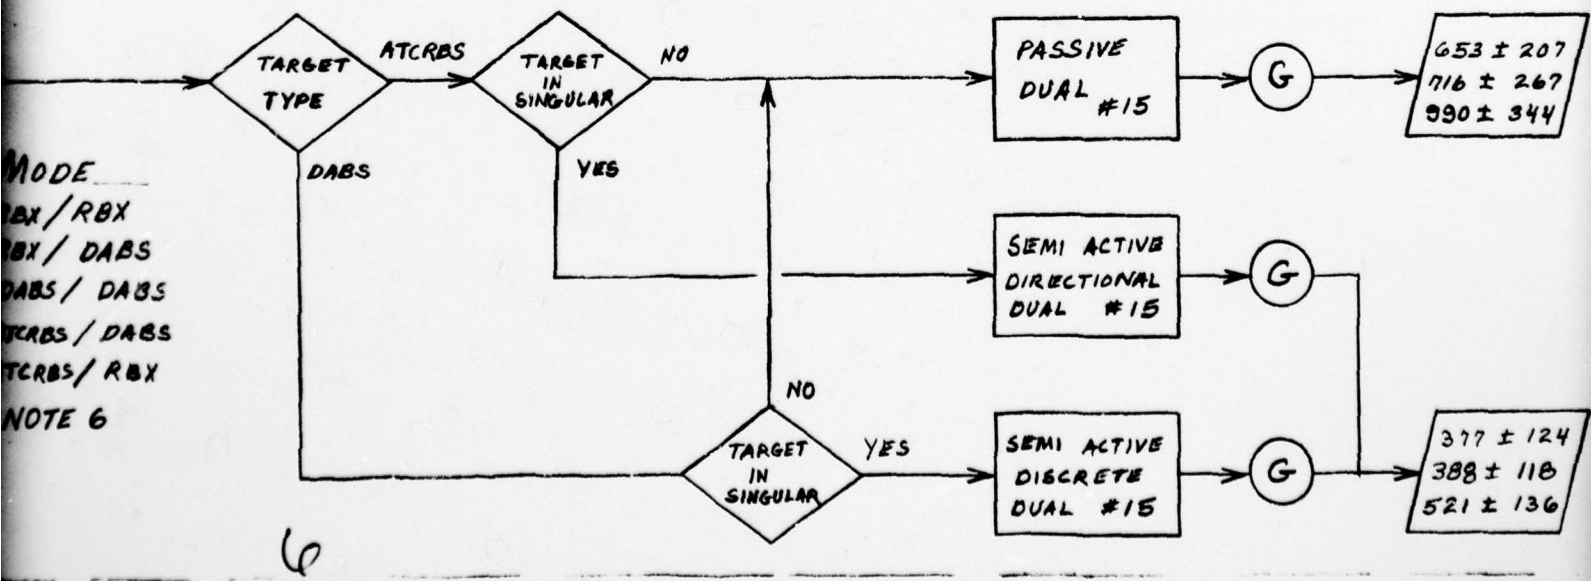 TARGET
TYPE
ATCRBS
TARGET
IN
SINGULAR
NO
PASSIVE
DUAL
#15
G
653 ± 207
716 ± 267
990 ± 344
DABS
YES
MODE
RBX
DABS
DABS
DABS
RBX
NOTE 6
SEMI ACTIVE
DIRECTIONAL
DUAL #15
G
NO
TARGET
IN
SINGULAR
YES
SEMI ACTIVE
DISCRETE
DUAL #15
G
377 ± 124
388 ± 118
521 ± 136
6